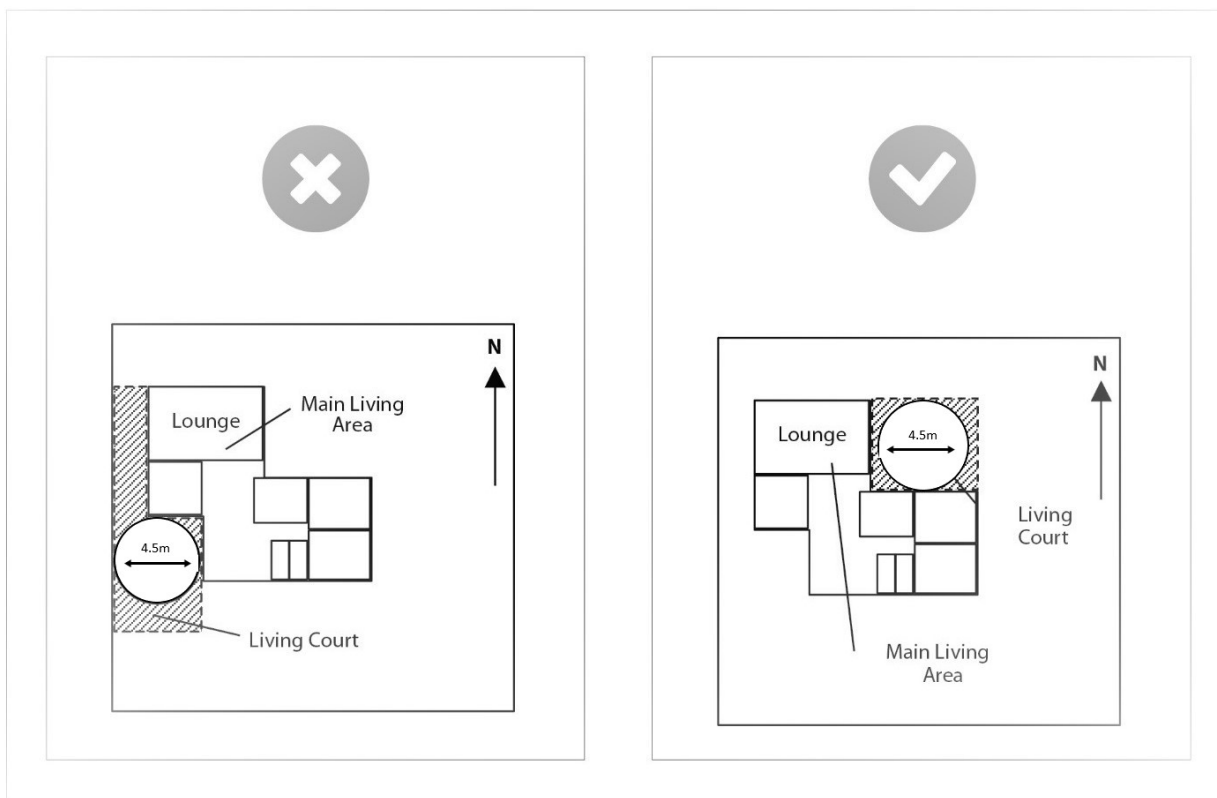 N
Lounge
Main Living
Area
4.5m
Living Court
N
Lounge
4.5m
Living
Court
Main Living
Area